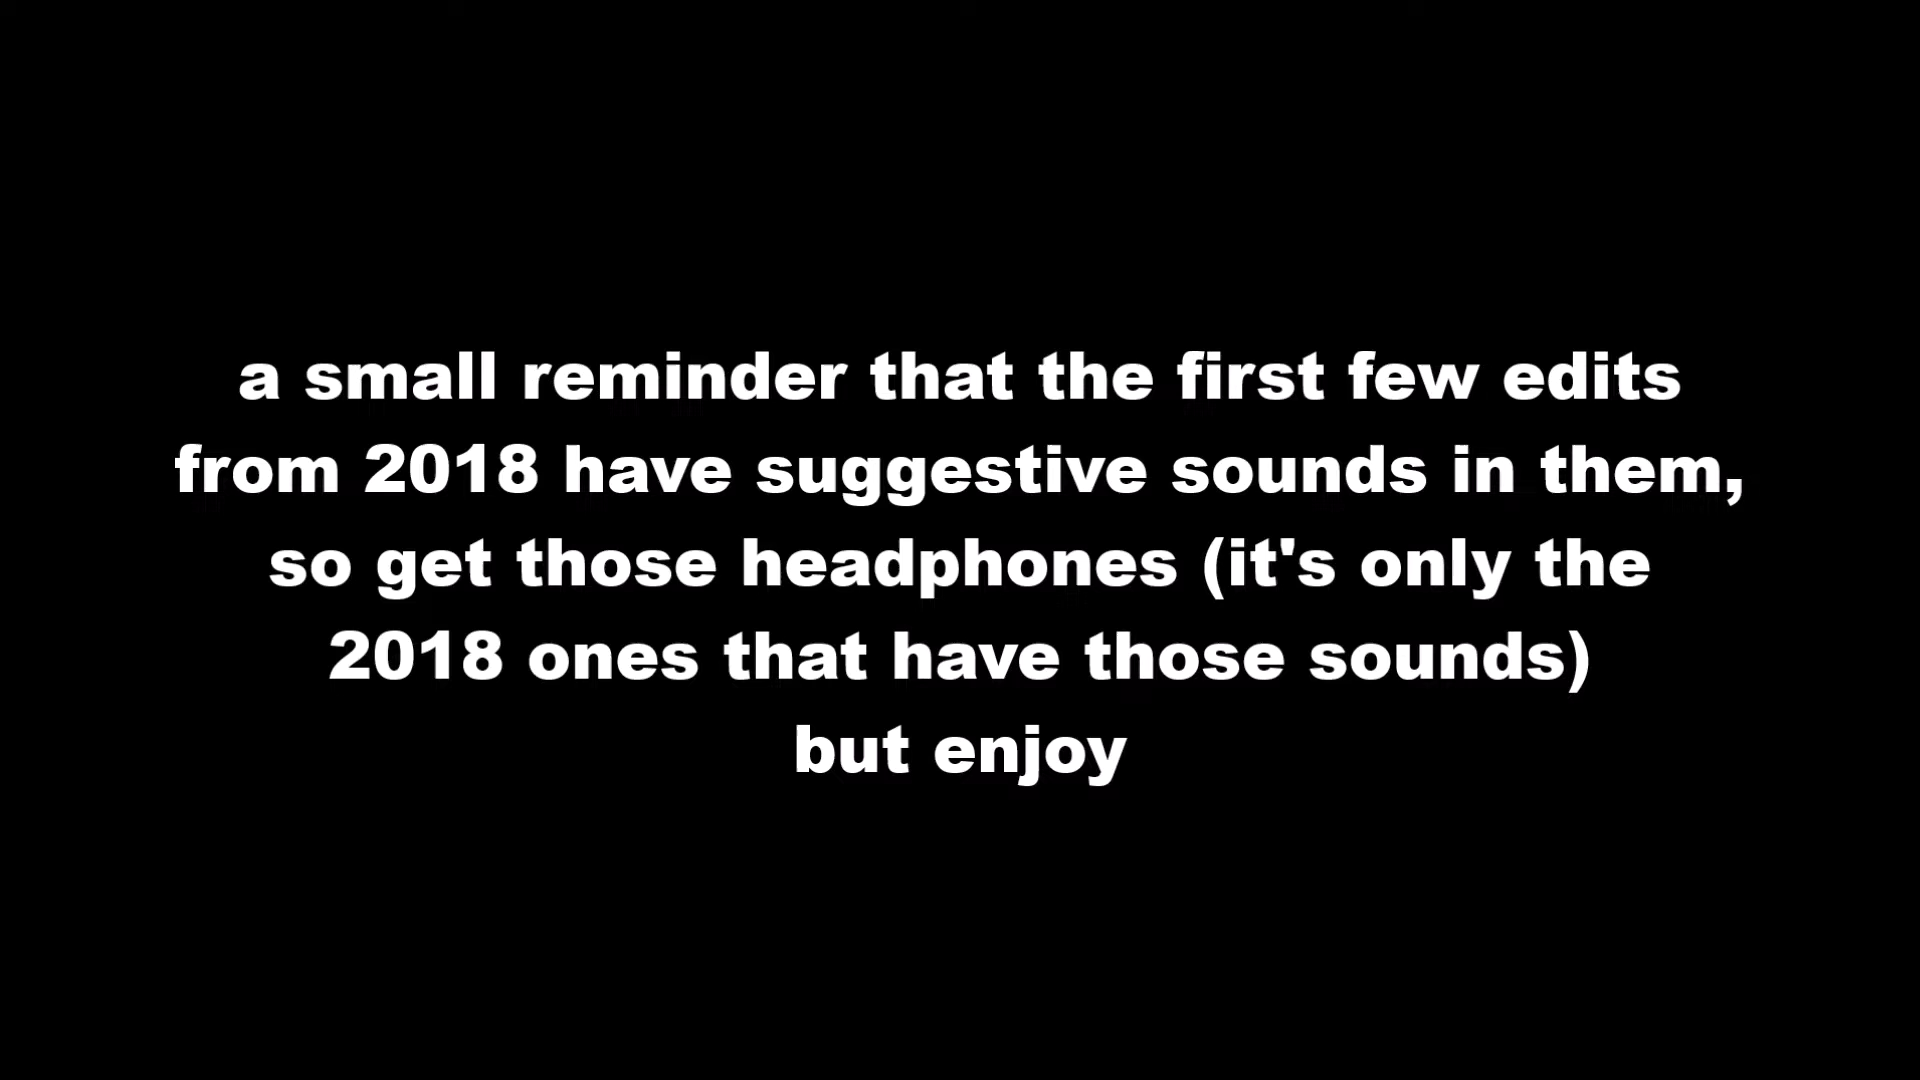 a small reminder that the first few edits
from 2018 have suggestive sounds in them,
so get those headphones (it's only the
2018 ones that have those sounds)
but enjoy